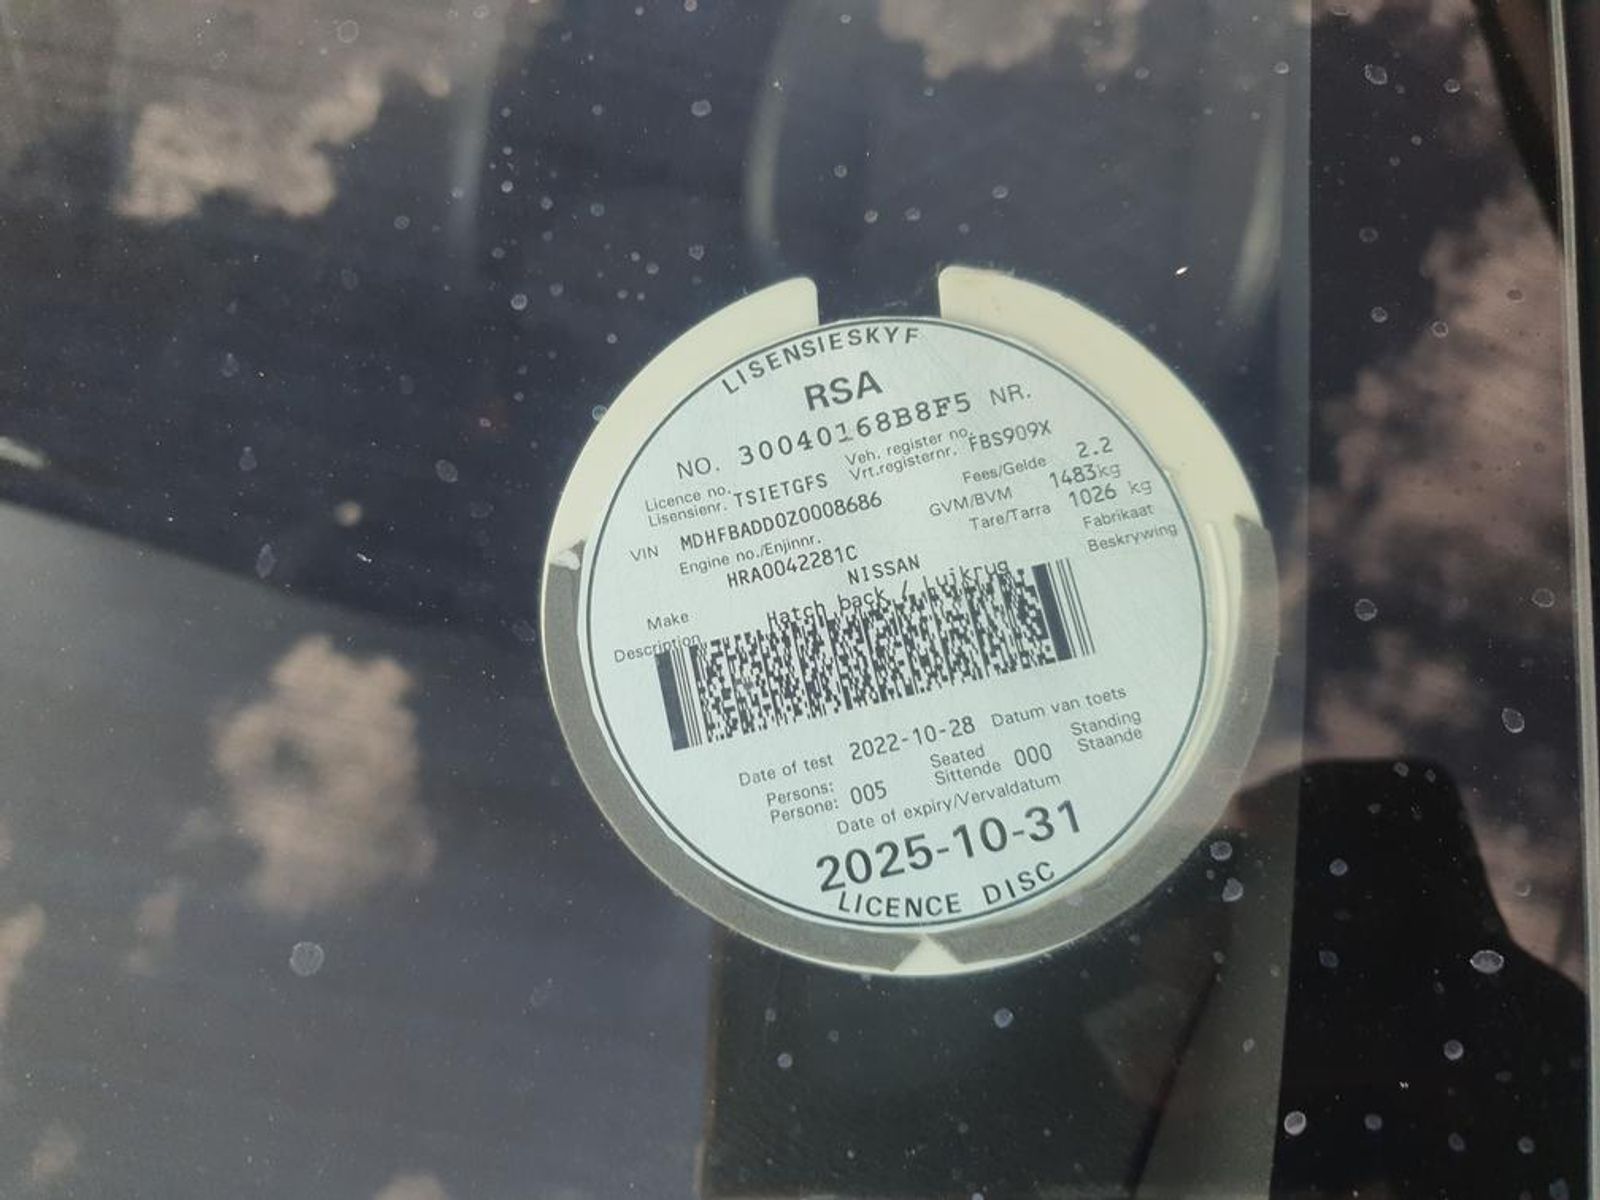 LISENSIESKYF
RSA
NO. 30040168B8F5 NR.
Licence no. Veh. register no.
Lisensienr. TSIETGFS Vrt.registernr. FBS909X
VIN MDHFBADD0Z0008686 Fees/Gelde 2.2
Engine no./Enjinnr. GVM/BVM 1483kg
HRA0042281C Tare/Tarra 1026 kg
Make NISSAN Fabrikaat
Description Hatch back / Luikrug Beskrywing
Date of test 2022-10-28 Datum van toets
Persons: Seated Standing
Persone: 005 Sittende 000 Staande
Date of expiry/Vervaldatum
2025-10-31
LICENCE DISC